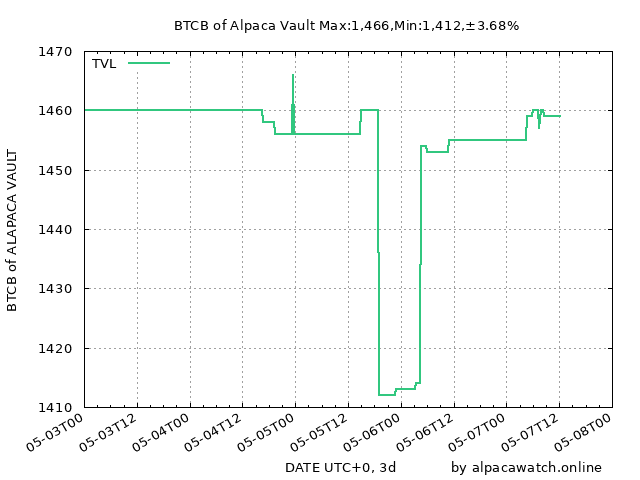 BTCB of Alpaca Vault Max:1,466,Min:1,412,±3.68%
TVL
BTCB of ALAPACA VAULT
1470
1460
1450
1440
1430
1420
1410
05-03T00
05-03T12
05-04T00
05-04T12
05-05T00
05-05T12
05-06T00
05-06T12
05-07T00
05-07T12
05-08T00
DATE UTC+0, 3d
by alpacawatch.online